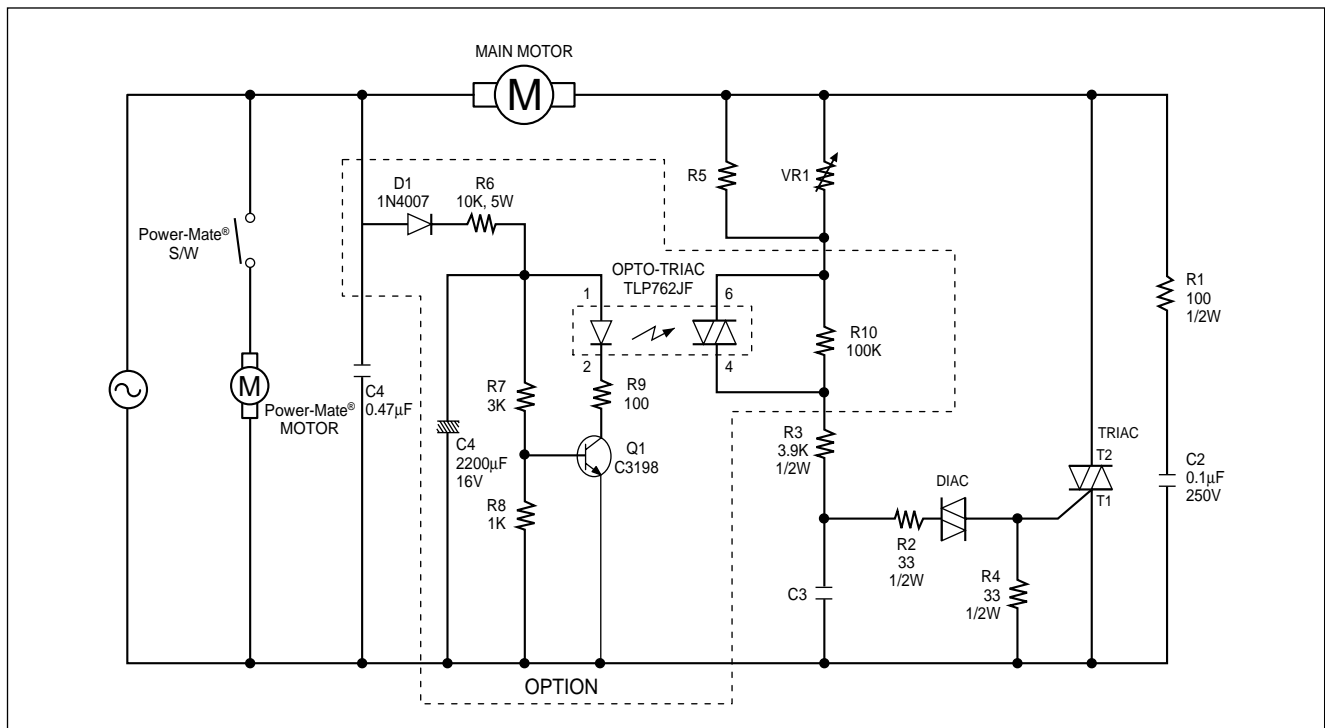 MAIN MOTOR
M
D1
1N4007
R6
10K, 5W
R5
VR1
Power-Mate®
S/W
OPTO-TRIAC
TLP762JF
1
6
R1
100
1/2W
R10
100K
2
4
M
Power-Mate®
MOTOR
C4
0.47µF
R7
3K
R9
100
R3
3.9K
1/2W
TRIAC
T2
T1
C4
2200µF
16V
Q1
C3198
C2
0.1µF
250V
DIAC
R8
1K
R2
33
1/2W
R4
33
1/2W
C3
OPTION